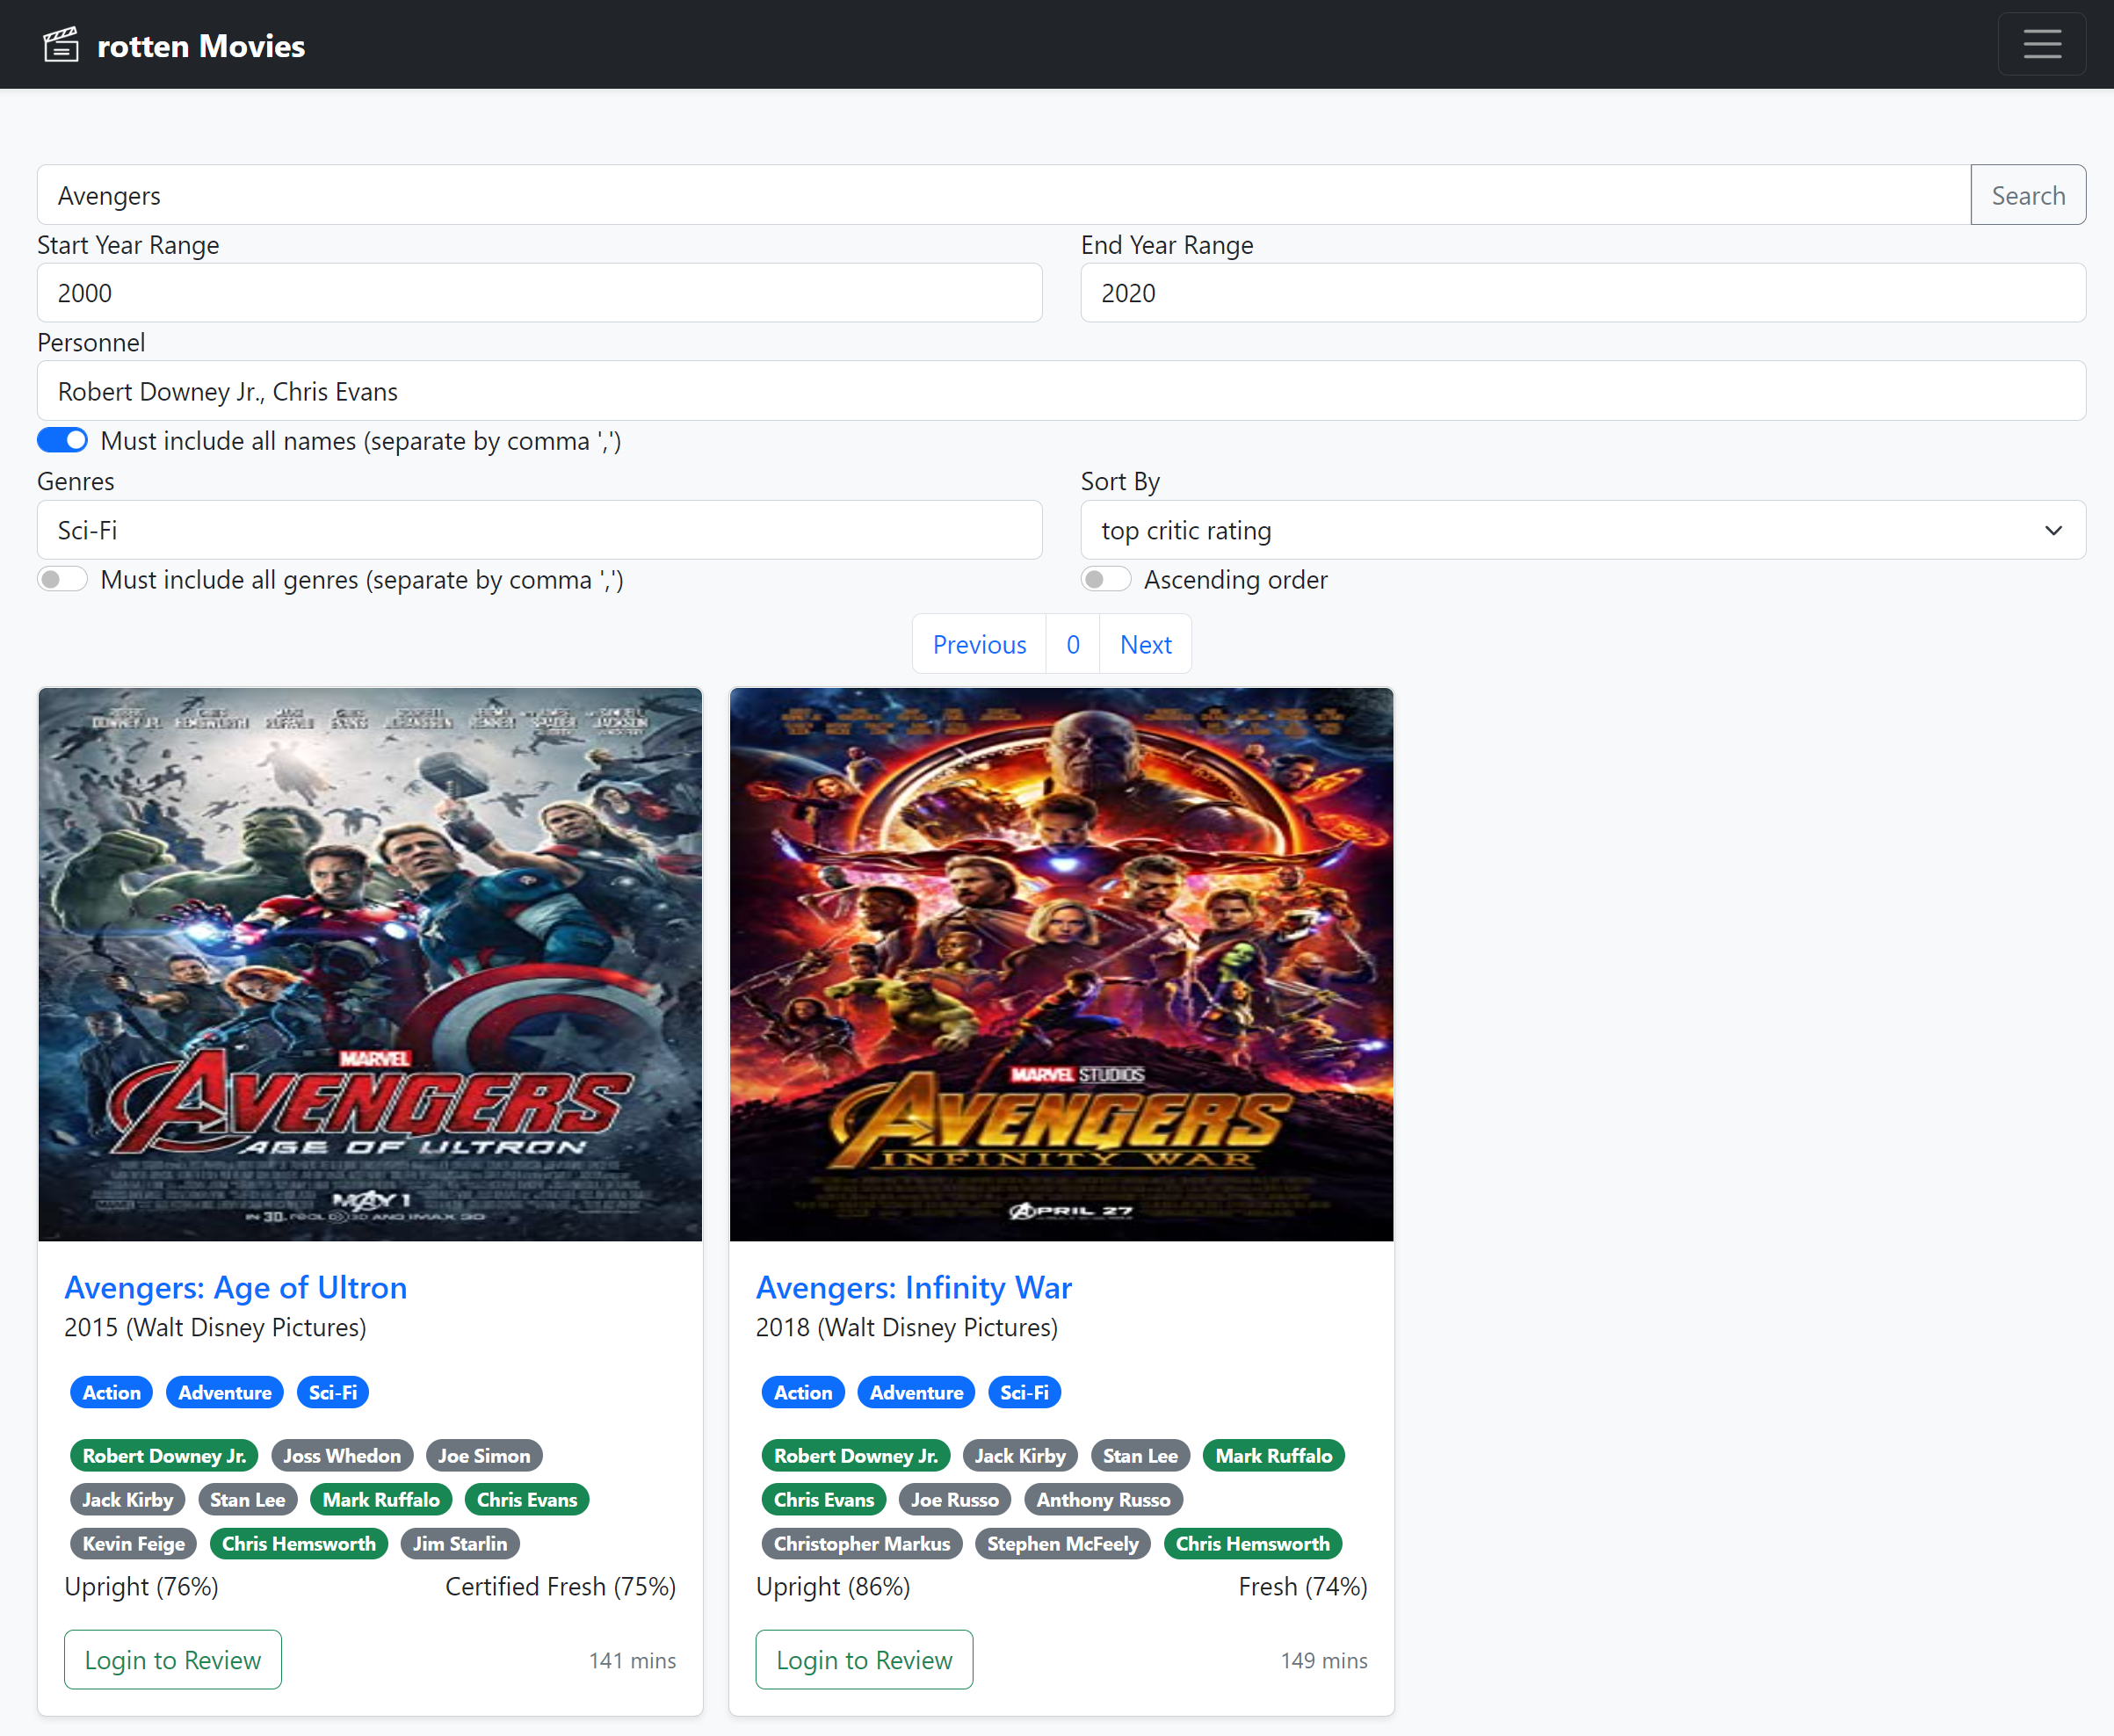 rotten Movies
Avengers
Search
Start Year Range
End Year Range
2000
2020
Personnel
Robert Downey Jr., Chris Evans
Must include all names (separate by comma ',')
Genres
Sort By
Sci-Fi
top critic rating
Must include all genres (separate by comma ',')
Ascending order
Previous
0
Next
MARVEL
AVENGERS
AGE OF ULTRON
MAY 1
MARVEL STUDIOS
AVENGERS
INFINITY WAR
APRIL 27
Avengers: Age of Ultron
2015 (Walt Disney Pictures)
Action Adventure Sci-Fi
Robert Downey Jr. Joss Whedon Joe Simon
Jack Kirby Stan Lee Mark Ruffalo Chris Evans
Kevin Feige Chris Hemsworth Jim Starlin
Upright (76%) Certified Fresh (75%)
Login to Review 141 mins
Avengers: Infinity War
2018 (Walt Disney Pictures)
Action Adventure Sci-Fi
Robert Downey Jr. Jack Kirby Stan Lee Mark Ruffalo
Chris Evans Joe Russo Anthony Russo
Christopher Markus Stephen McFeely Chris Hemsworth
Upright (86%) Fresh (74%)
Login to Review 149 mins